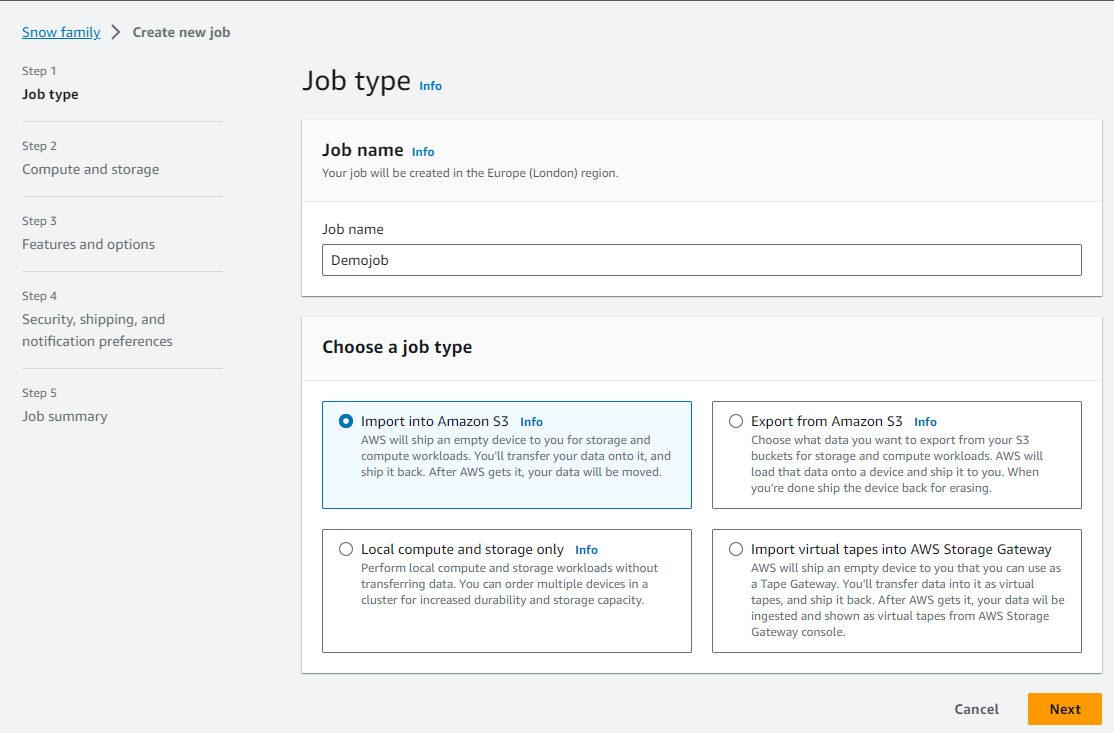 Snow family > Create new job
Step 1
Job type
Step 2
Compute and storage
Step 3
Features and options
Step 4
Security, shipping, and
notification preferences
Step 5
Job summary
Job type Info
Job name Info
Your job will be created in the Europe (London) region.
Job name
Demojob
Choose a job type
Import into Amazon S3 Info
AWS will ship an empty device to you for storage and
compute workloads. You'll transfer your data onto it, and
ship it back. After AWS gets it, your data will be moved.
Export from Amazon S3 Info
Choose what data you want to export from your S3
buckets for storage and compute workloads. AWS will
load that data onto a device and ship it to you. When
you're done ship the device back for erasing.
Local compute and storage only Info
Perform local compute and storage workloads without
transferring data. You can order multiple devices in a
cluster for increased durability and storage capacity.
Import virtual tapes into AWS Storage Gateway
AWS will ship an empty device to you that you can use as
a Tape Gateway. You'll transfer data into it as virtual
tapes, and ship it back. After AWS gets it, your data wil be
ingested and shown as virtual tapes from AWS Storage
Gateway console.
Cancel
Next